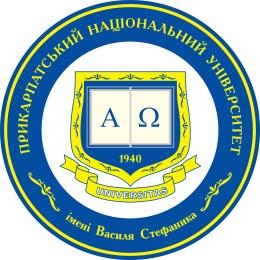 ПРИКАРПАТСЬКИЙ НАЦІОНАЛЬНИЙ УНІВЕРСИТЕТ
Α Ω
1940
UNIVERSITAS
імені Василя Стефаника